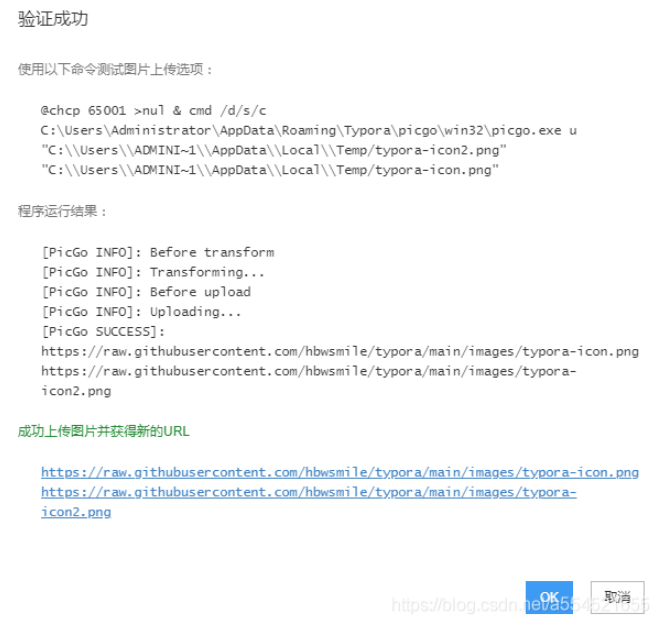 验证成功
使用以下命令测试图片上传选项：
@chcp 65001 >nul & cmd /d/s/c
C:\Users\Administrator\AppData\Roaming\Typora\picgo\win32\picgo.exe u
"C:\\Users\\ADMINI~1\\AppData\\Local\\Temp/typora-icon2.png"
"C:\\Users\\ADMINI~1\\AppData\\Local\\Temp/typora-icon.png"
程序运行结果：
[PicGo INFO]: Before transform
[PicGo INFO]: Transforming...
[PicGo INFO]: Before upload
[PicGo INFO]: Uploading...
[PicGo SUCCESS]:
https://raw.githubusercontent.com/hbwsmile/typora/main/images/typora-icon.png
https://raw.githubusercontent.com/hbwsmile/typora/main/images/typora-
icon2.png
成功上传图片并获得新的URL
https://raw.githubusercontent.com/hbwsmile/typora/main/images/typora-icon.png
https://raw.githubusercontent.com/hbwsmile/typora/main/images/typora-
icon2.png
OK 取消